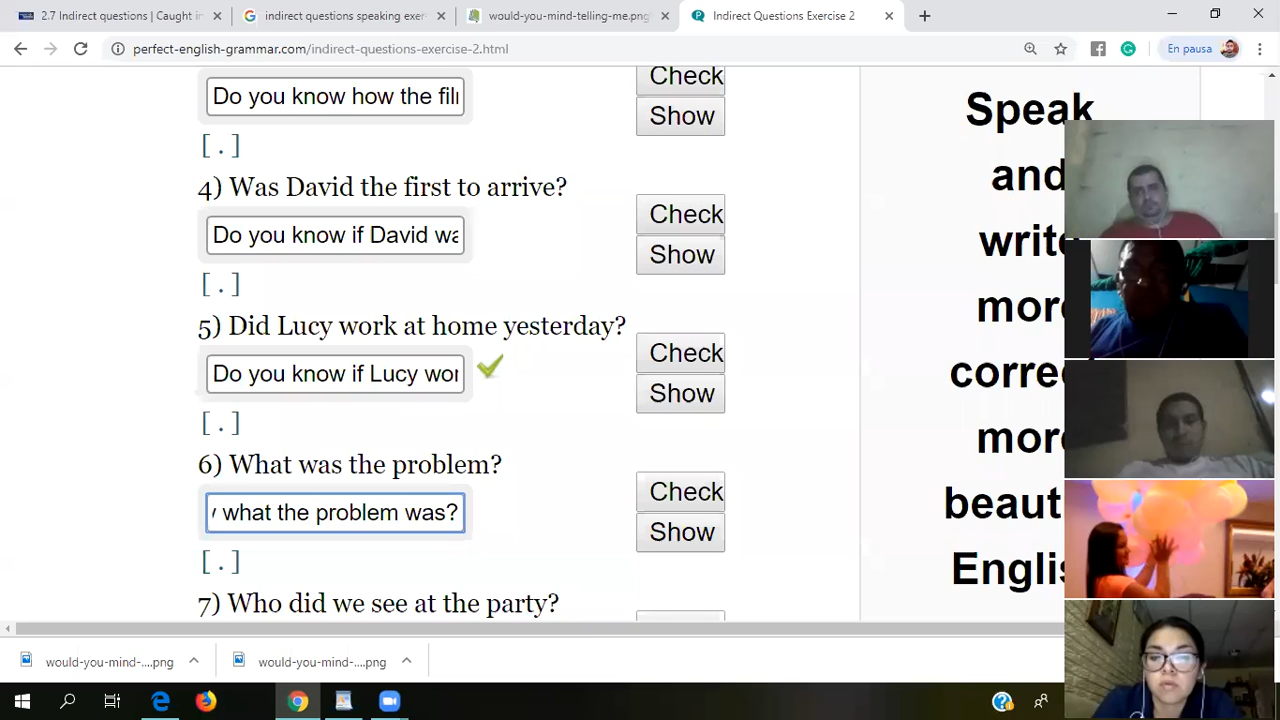 2.7 Indirect questions | Caught in
indirect questions speaking exer
would-you-mind-telling-me.png
Indirect Questions Exercise 2
perfect-english-grammar.com/indirect-questions-exercise-2.html
En pausa
Do you know how the film
Check
Show
[ . ]
4) Was David the first to arrive?
Do you know if David wa
Check
Show
[ . ]
5) Did Lucy work at home yesterday?
Do you know if Lucy wor
Check
Show
[ . ]
6) What was the problem?
what the problem was?
Check
Show
[ . ]
7) Who did we see at the party?
Speak
and
write
more
corre
more
beaut
Englis
would-you-mind-....png
would-you-mind-....png